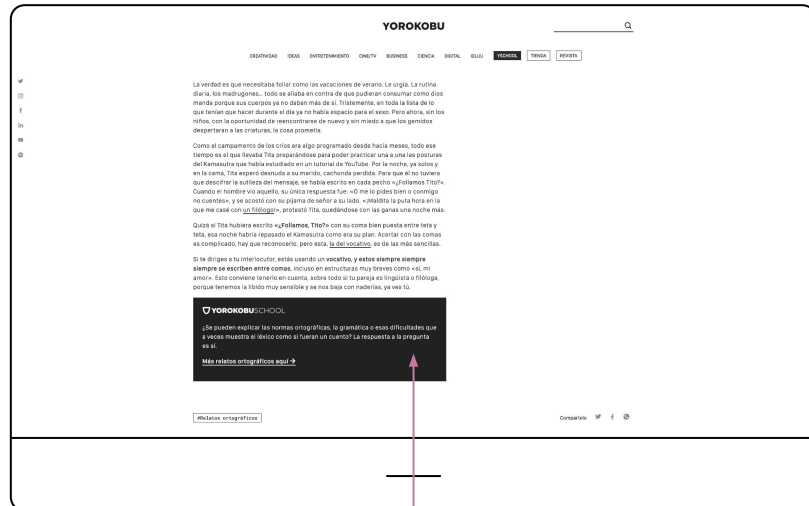 YOROKOBU
CREATIVIDAD IDEAS ENTRETENIMIENTO CINE/TV BUSINESS CIENCIA DIGITAL IGLUU YSCHOOL TIENDA REVISTA
La verdad es que necesitaba follar como las vacaciones de verano. Le urgía. La rutina
diaria, los madrugones... todo se aliaba en contra de que pudieran consumar como dios
manda porque sus cuerpos ya no daban más de sí. Tristemente, en toda la lista de lo
que tenían que hacer durante el día ya no había espacio para el sexo. Pero ahora, sin los
niños, con la oportunidad de reencontrarse de nuevo y sin miedo a que los gemidos
despertaran a las criaturas, la cosa prometía.
Como el campamento de los críos era algo programado desde hacía meses, todo ese
tiempo es el que llevaba Tita preparándose para poder practicar una a una las posturas
del Kamasutra que había estudiado en un tutorial de YouTube. Por la noche, ya solos y
en la cama, Tita esperó desnuda a su marido, cachonda perdida. Para que él no tuviera
que descifrar la sutileza del mensaje, se había escrito en cada pecho «¿Follamos Tito?».
Cuando el hombre vio aquello, su única respuesta fue: «O me lo pides bien o conmigo
no cuentes», y se acostó con su pijama de señor a su lado. «¡Maldita la puta hora en la
que me casé con un filólogo!», protestó Tita, quedándose con las ganas una noche más.
Quizá si Tita hubiera escrito «¿Follamos, Tito?» con su coma bien puesta entre teta y
teta, esa noche habría repasado el Kamasutra como era su plan. Acertar con las comas
es complicado, hay que reconocerlo, pero esta, la del vocativo, es de las más sencillas.
Si te diriges a tu interlocutor, estás usando un vocativo, y estos siempre siempre
siempre se escriben entre comas, incluso en estructuras muy breves como «sí, mi
amor». Esto conviene tenerlo en cuenta, sobre todo si tu pareja es lingüista o filóloga,
porque tenemos la libido muy sensible y se nos baja con naderías, ya ves tú.
YOROKOBUSCHOOL
¿Se pueden explicar las normas ortográficas, la gramática o esas dificultades que
a veces muestra el léxico como si fueran un cuento? La respuesta a la pregunta
es sí.
Más relatos ortográficos aquí →
#Relatos ortográficos
Compártelo